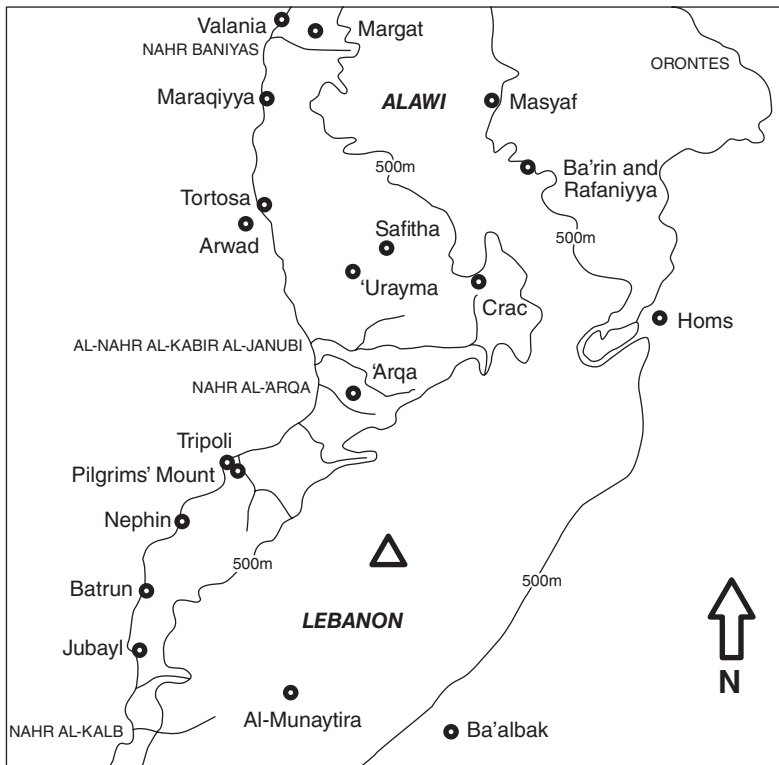 Valania
Margat
NAHR BANIYAS
ORONTES
Maraqiyya
ALAWI
Masyaf
500m
Ba'rin and
Rafaniyya
Tortosa
Arwad
Safitha
500m
‘Urayma
Crac
Homs
AL-NAHR AL-KABIR AL-JANUBI
‘Arqa
NAHR AL-’ARQA
Tripoli
Pilgrims’ Mount
Nephin
500m
500m
Batrun
LEBANON
Jubayl
N
Al-Munaytira
NAHR AL-KALB
Ba’albak